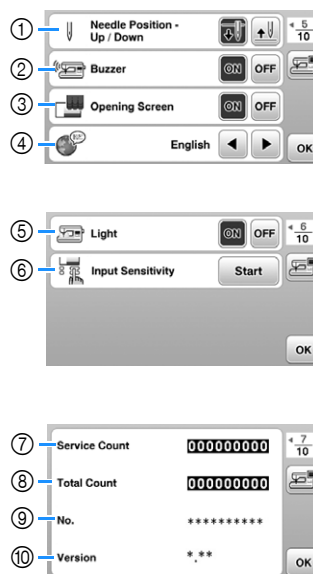 ① Needle Position -
Up / Down
5
10
② Buzzer ON OFF
③ Opening Screen ON OFF
④ English ◀ ▶ OK
⑤ Light ON OFF
6
10
⑥ Input Sensitivity Start
OK
⑦ Service Count 000000000
7
10
⑧ Total Count 000000000
⑨ No. **********
⑩ Version *.** OK